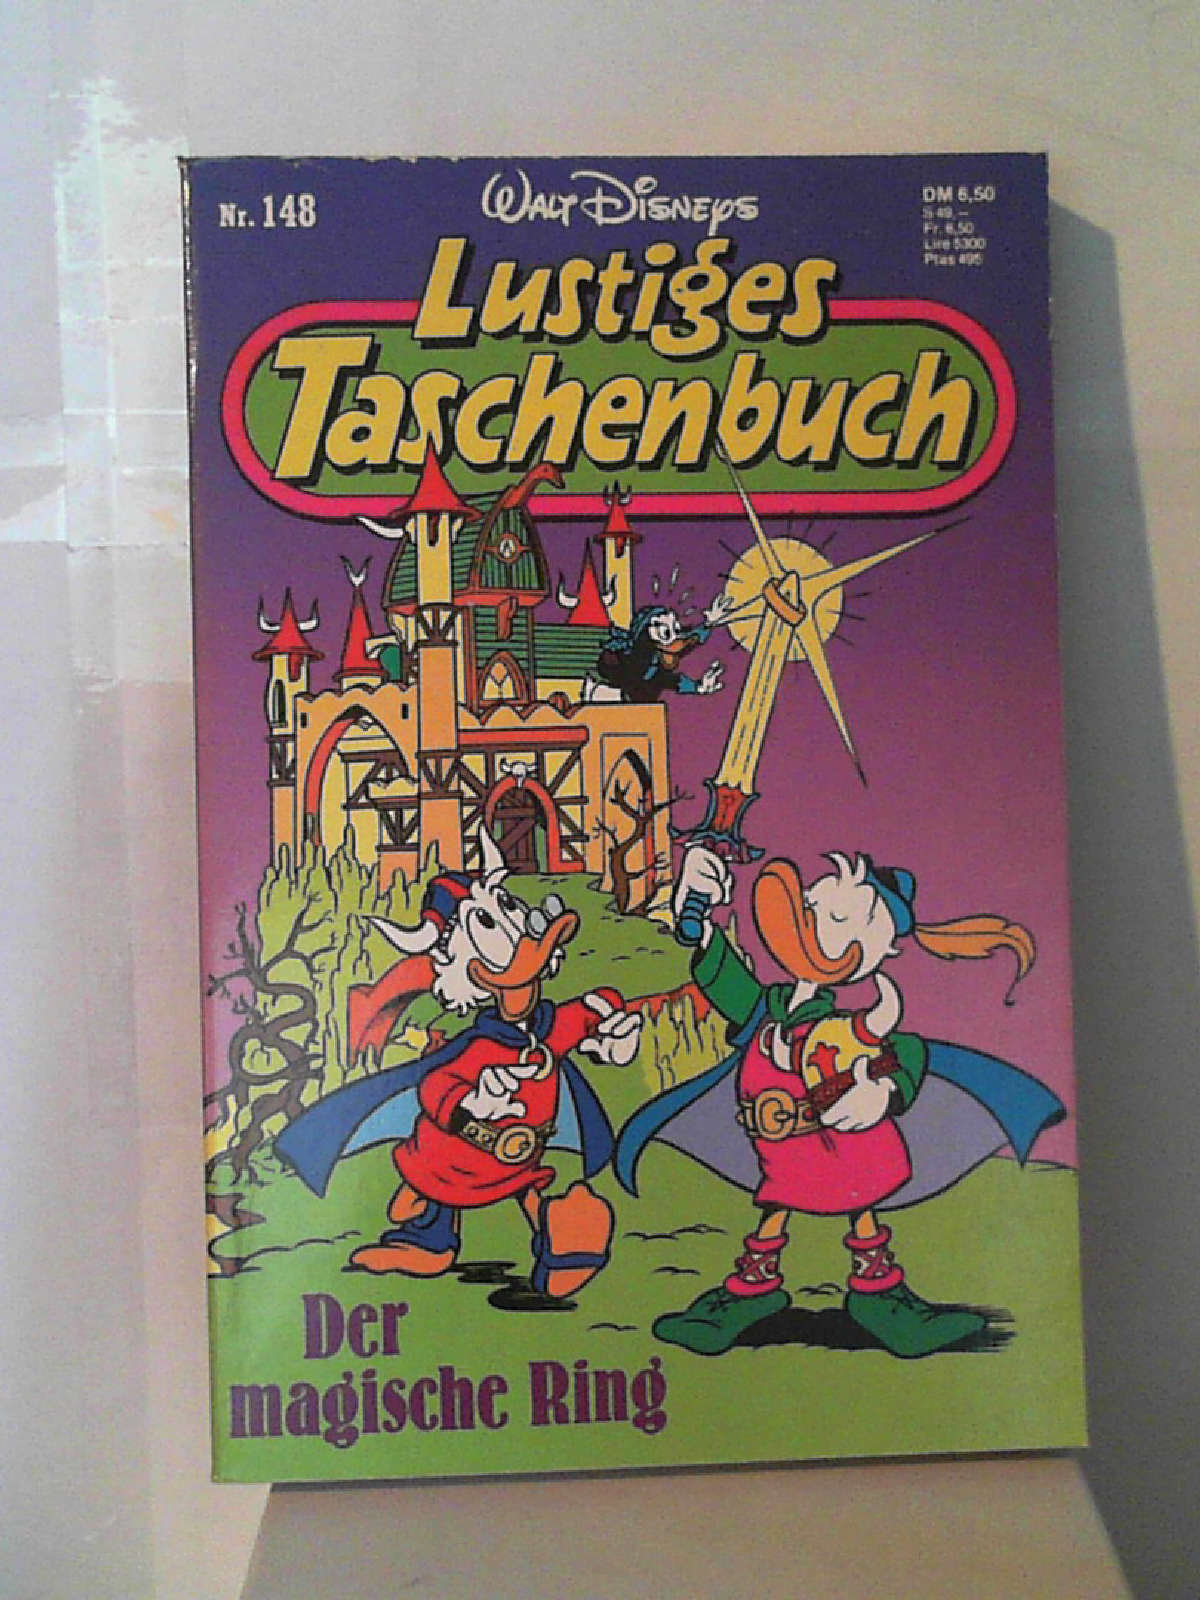 Nr. 148
WALT DISNEYS
DM 6,50
S 49,–
Fr. 6,50
Lire 5300
Ptas 495
Lustiges
Taschenbuch
Der
magische Ring